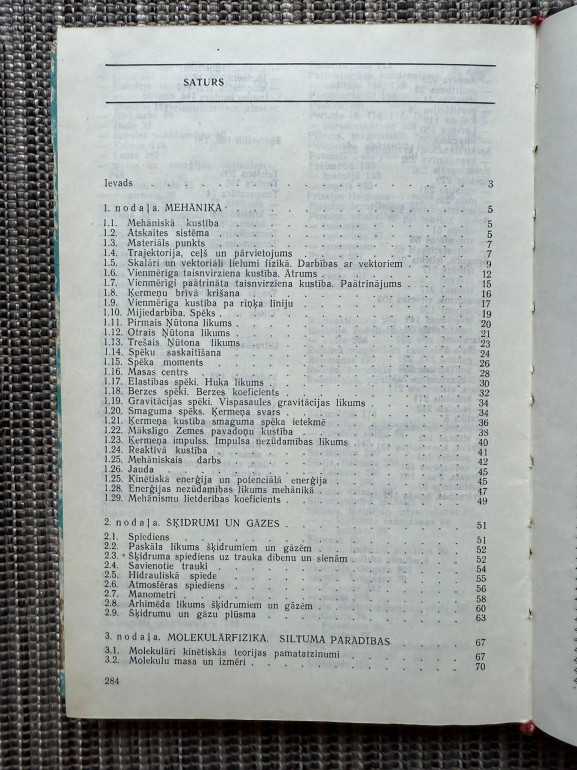 SATURS
Ievads . . . . . . . . . . . 3
1. nodaļa. MEHĀNIKA . . . . . . . . . 5
1.1. Mehāniskā kustība . . . . . . . . . 5
1.2. Atskaites sistēma . . . . . . . . . 5
1.3. Materiāls punkts . . . . . . . . . 7
1.4. Trajektorija, ceļš un pārvietojums . . . . . . 7
1.5. Skalāri un vektoriāli lielumi fizikā. Darbības ar vektoriem . 9
1.6. Vienmērīga taisnvirziena kustība. Ātrums . . . . . 12
1.7. Vienmērīgi paātrināta taisnvirziena kustība. Paātrinājums . 15
1.8. Ķermeņu brīvā krišana . . . . . . . . 16
1.9. Vienmērīga kustība pa riņķa līniju . . . . . . 17
1.10. Mijiedarbība. Spēks . . . . . . . . 19
1.11. Pirmais Ņūtona likums . . . . . . . . 20
1.12. Otrais Ņūtona likums . . . . . . . . 21
1.13. Trešais Ņūtona likums . . . . . . . . 23
1.14. Spēku saskaitīšana . . . . . . . . 24
1.15. Spēka moments . . . . . . . . . 26
1.16. Masas centrs . . . . . . . . . 28
1.17. Elastības spēki. Huka likums . . . . . . . 30
1.18. Berzes spēki. Berzes koeficients . . . . . . 32
1.19. Gravitācijas spēki. Vispasaules gravitācijas likums . . . 34
1.20. Smaguma spēks. Ķermeņa svars . . . . . . 34
1.21. Ķermeņa kustība smaguma spēka ietekmē . . . . 36
1.22. Mākslīgo Zemes pavadoņu kustība . . . . . . 38
1.23. Ķermeņa impulss. Impulsa nezūdamības likums . . . . 40
1.24. Reaktīvā kustība . . . . . . . . . 41
1.25. Mehāniskais darbs . . . . . . . . . 42
1.26. Jauda . . . . . . . . . . . 45
1.25. Kinētiskā enerģija un potenciālā enerģija . . . . . 45
1.28. Enerģijas nezūdamības likums mehānikā . . . . . 47
1.29. Mehānismu lietderības koeficients . . . . . . 49
2. nodaļa. ŠĶIDRUMI UN GĀZES . . . . . . . 51
2.1. Spiediens . . . . . . . . . . 51
2.2. Paskāla likums šķidrumiem un gāzēm . . . . . 52
2.3. Šķidruma spiediens uz trauka dibenu un sienām . . . . 52
2.4. Savienotie trauki . . . . . . . . . 54
2.5. Hidrauliskā spiede . . . . . . . . . 55
2.6. Atmosfēras spiediens . . . . . . . . 56
2.7. Manometri . . . . . . . . . . 58
2.8. Arhimēda likums šķidrumiem un gāzēm . . . . . 60
2.9. Šķidrumu un gāzu plūsma . . . . . . . 63
3. nodaļa. MOLEKULĀRFIZIKA. SILTUMA PARĀDĪBAS . . . 67
3.1. Molekulāri kinētiskās teorijas pamatatzinumi . . . . 67
3.2. Molekulu masa un izmēri . . . . . . . . 70
284